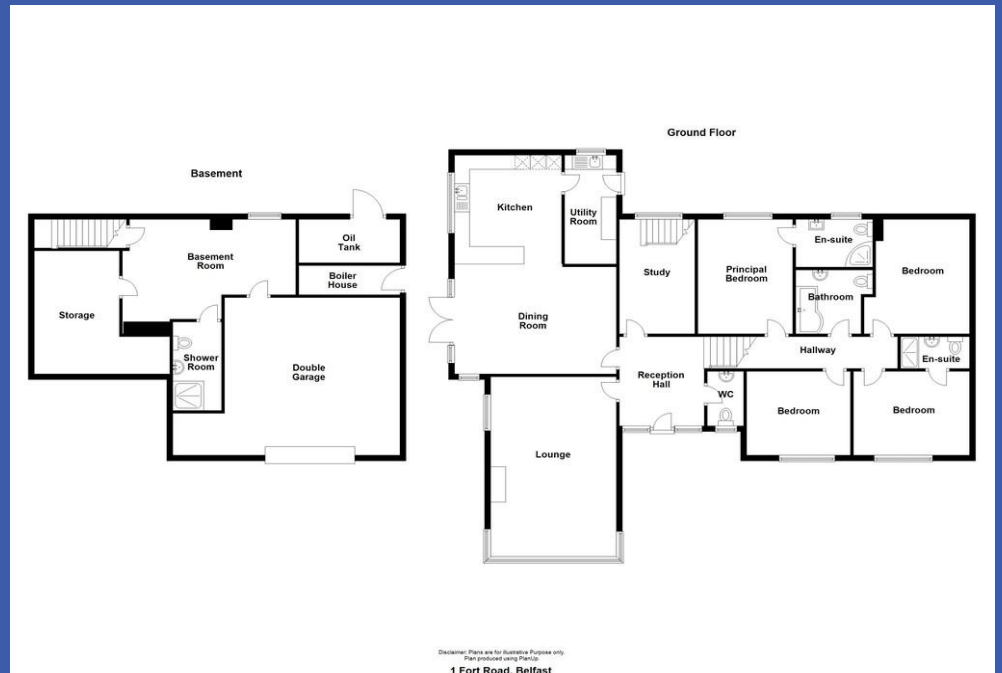 Ground Floor
Basement
Kitchen
Utility
Room
Oil
Tank
Basement
Room
Boiler
House
Storage
Shower
Room
Double
Garage
Dining
Room
Study
Principal
Bedroom
En-suite
Bathroom
Bedroom
Hallway
En-suite
Reception
Hall
WC
Bedroom
Bedroom
Lounge
Disclaimer: Plans are for Illustrative Purpose only.
Plan produced using PlanUp.
1 Fort Road, Belfast